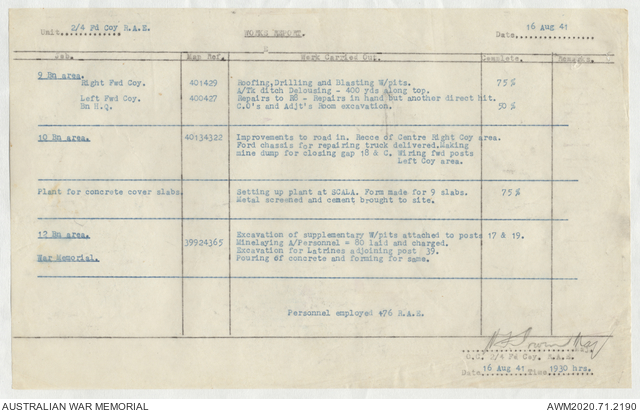 Unit 2/4 Fd Coy R.A.E. WORKS REPORT. Date 16 Aug 41
Job. Map Ref. Work Carried Out. Complete. Remarks.
9 Bn area.
Right Fwd Coy. 401429 Roofing, Drilling and Blasting W/pits. 75%
A/Tk ditch Delousing - 400 yds along top.
Left Fwd Coy. 400427 Repairs to R8 - Repairs in hand but another direct hit.
Bn H.Q. C.O's and Adjt's Room excavation. 50%
10 Bn area. 40134322 Improvements to road in. Recce of Centre Right Coy area.
Ford chassis for repairing truck delivered. Making
mine dump for closing gap 18 & C. Wiring fwd posts
Left Coy area.
Plant for concrete cover slabs. Setting up plant at SCALA. Form made for 9 slabs. 75%
Metal screened and cement brought to site.
12 Bn area. Excavation of supplementary W/pits attached to posts 17 & 19.
39924365 Minelaying A/Personnel = 80 laid and charged.
Excavation for Latrines adjoining post 39.
War Memorial. Pouring of concrete and forming for same.
Personnel employed 476 R.A.E.
O.C. 2/4 Fd Coy. R.A.E.
Date 16 Aug 41 Time 1930 hrs.
AUSTRALIAN WAR MEMORIAL AWM2020.71.2190